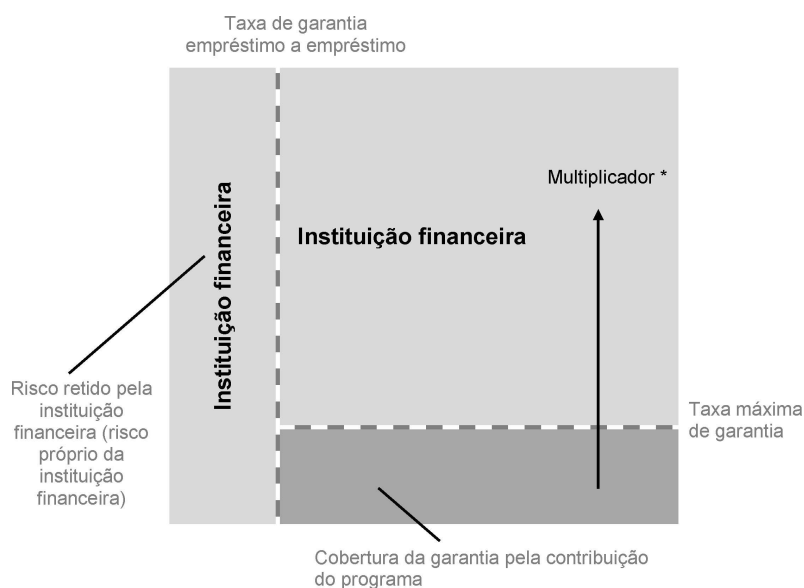 Taxa de garantia
empréstimo a empréstimo
Multiplicador *
Instituição financeira
Instituição financeira
Risco retido pela
instituição
financeira (risco
próprio da
instituição
financeira)
Taxa máxima
de garantia
Cobertura da garantia pela contribuição
do programa